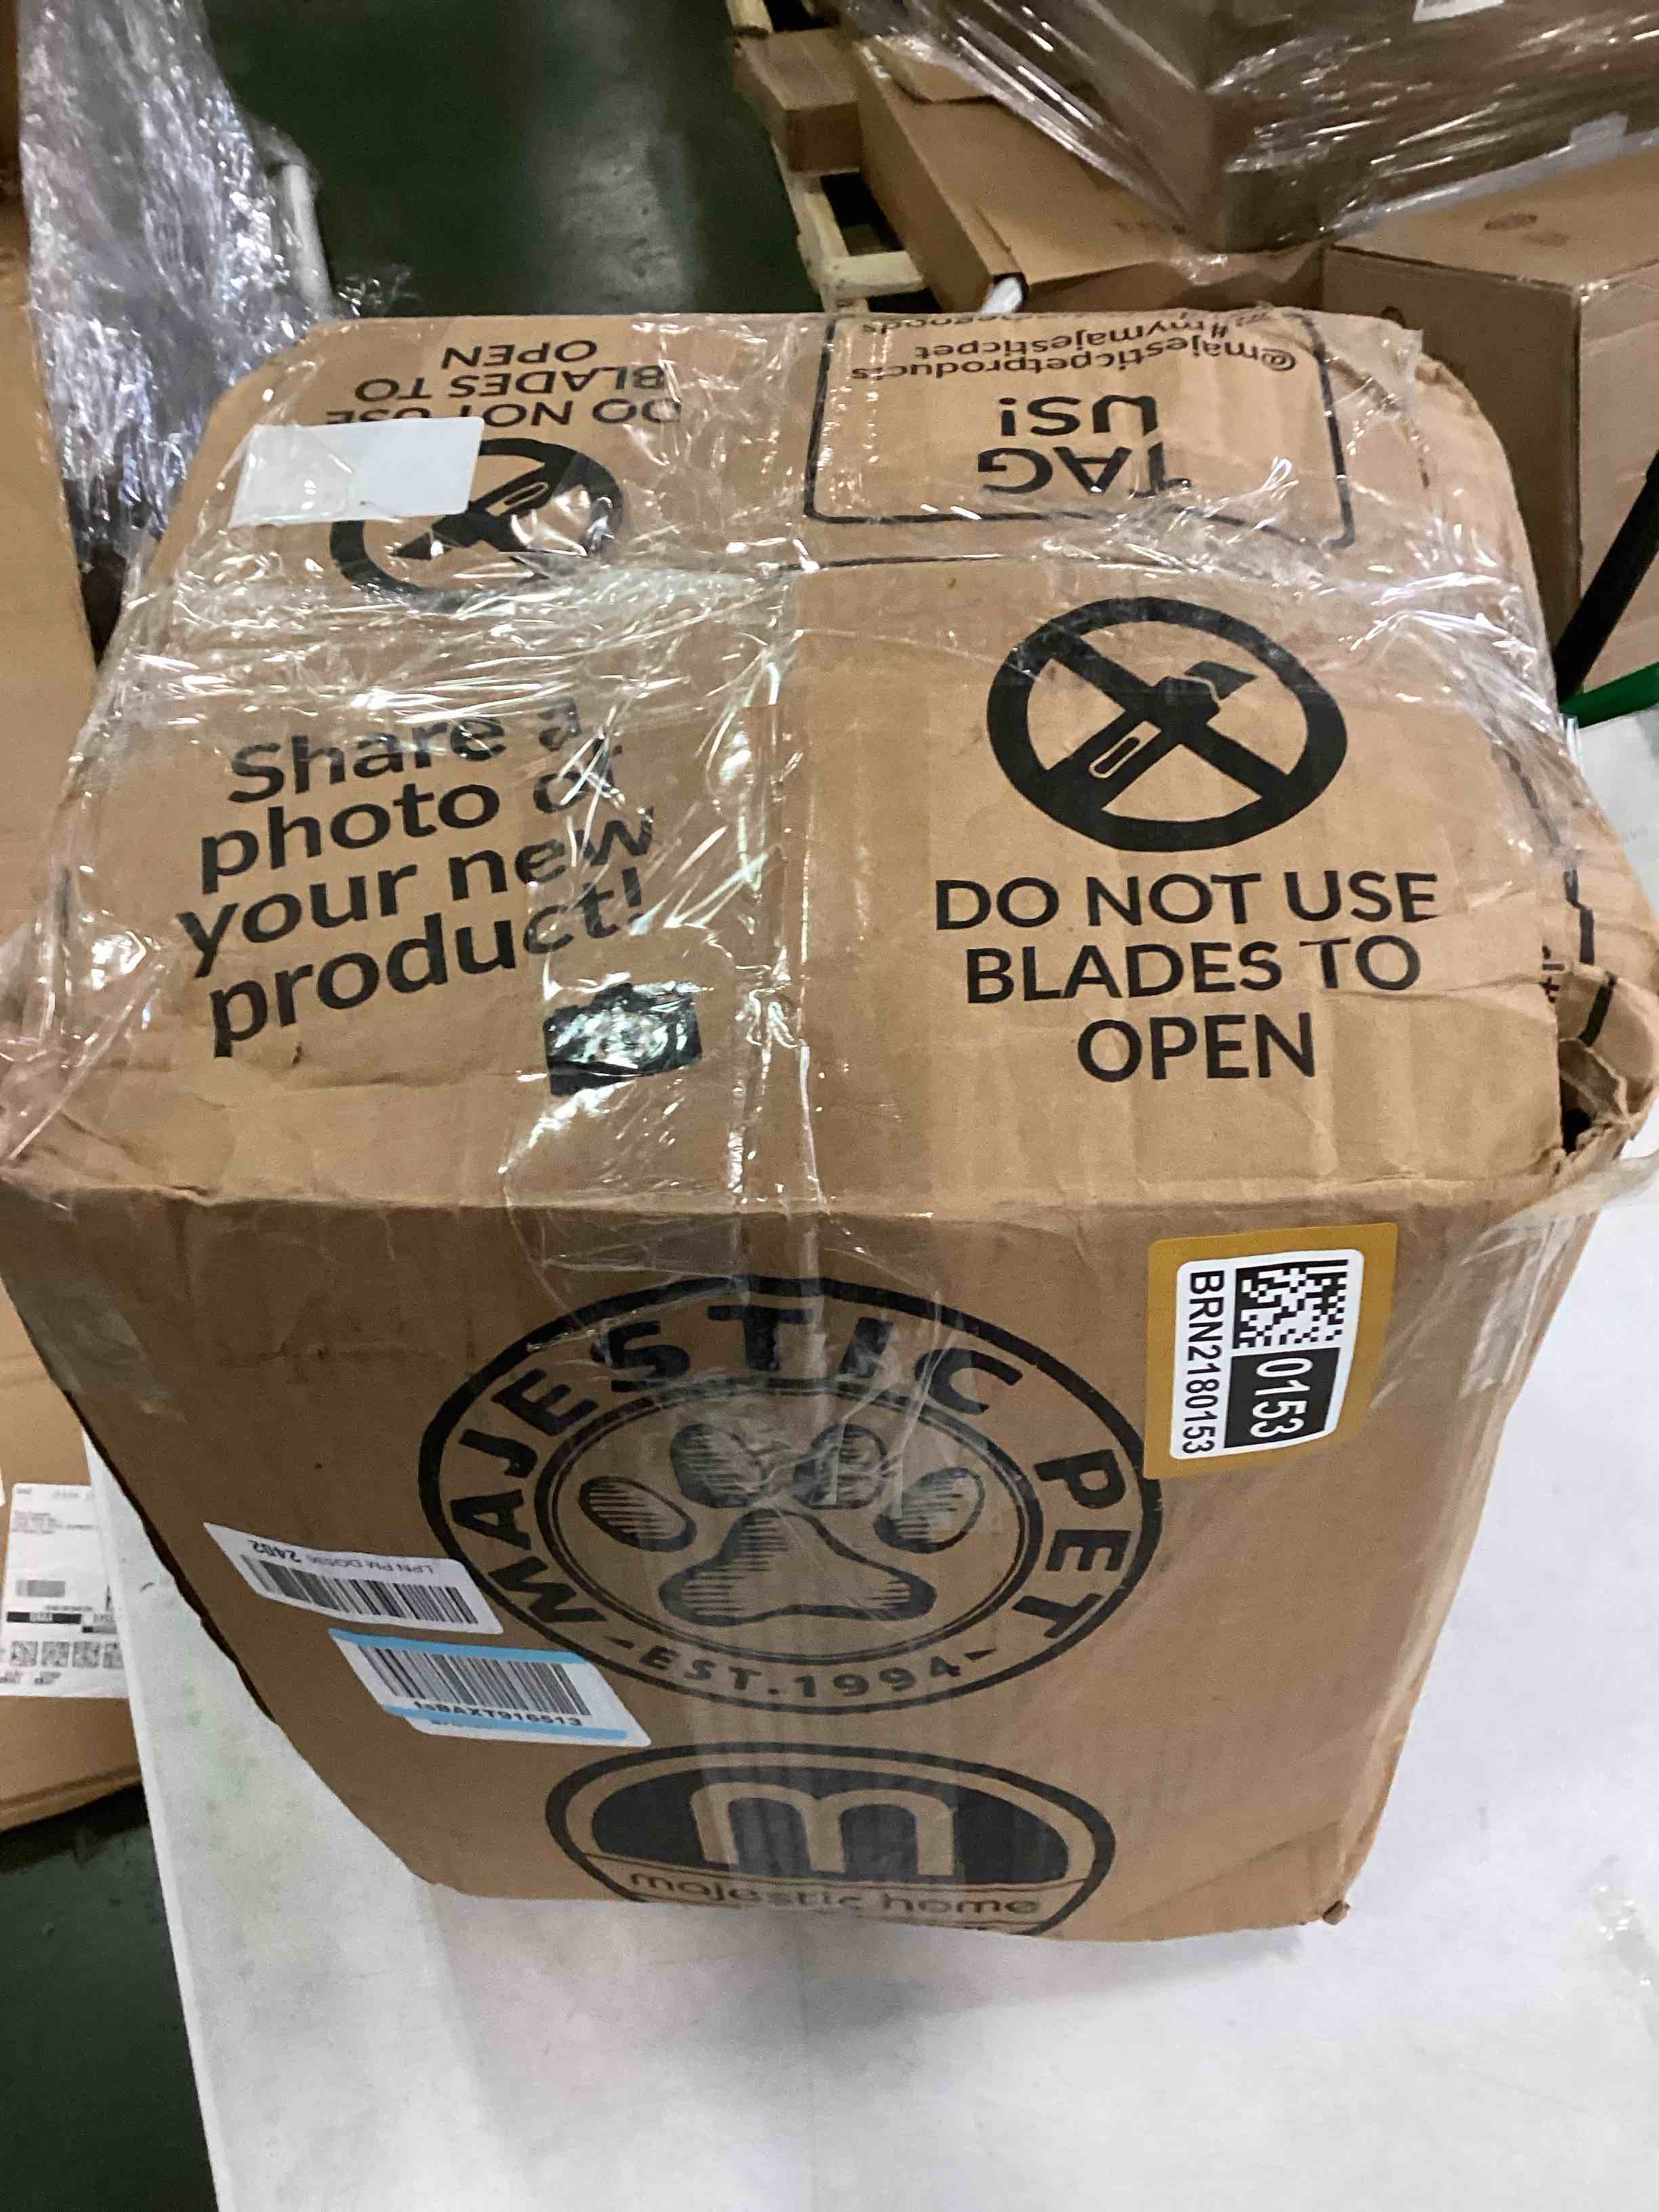 DO NOT USE
BLADES TO
OPEN
TAG
US!
@majesticpetproducts
#mymajesticpet
Share a
photo of
your new
product!
DO NOT USE
BLADES TO
OPEN
MAJESTIC PET
-EST.1994-
BRN2180153
0153
2402
m
majestic home